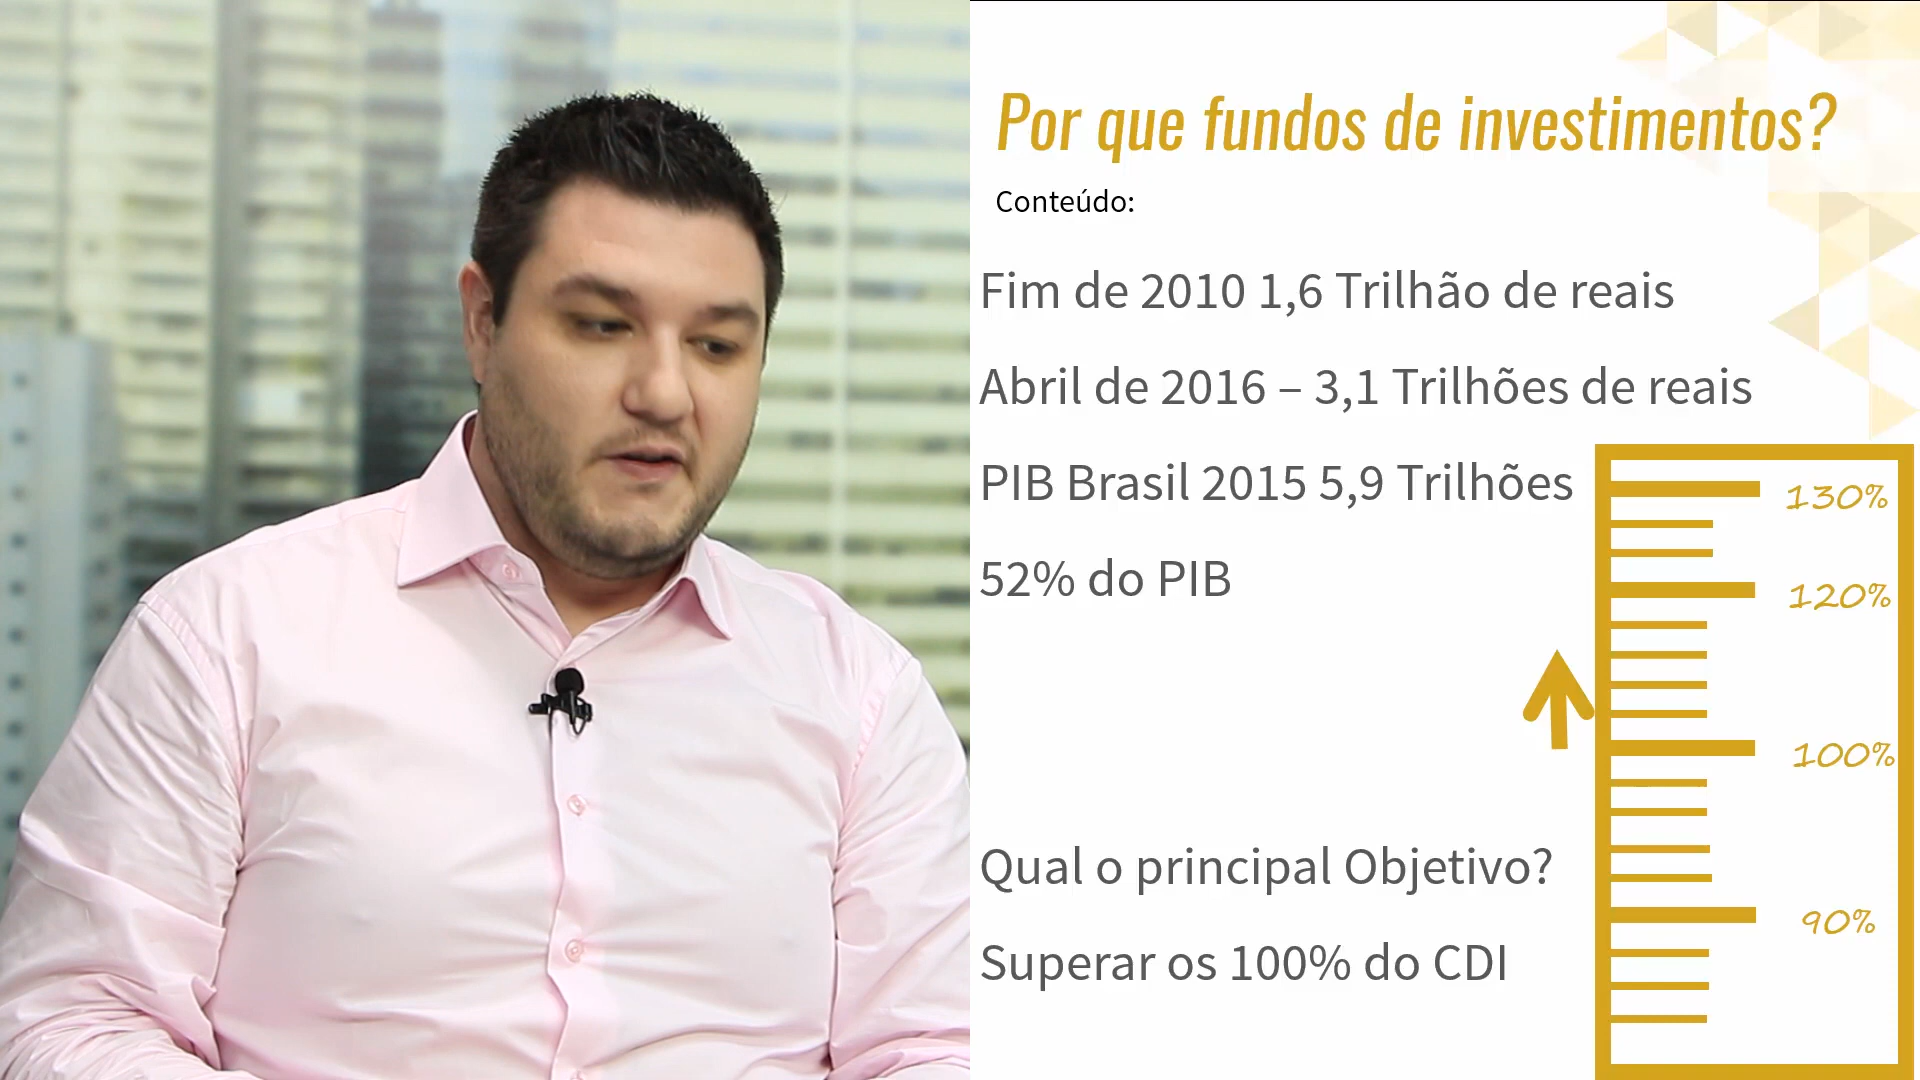 Por que fundos de investimentos?
Conteúdo:
Fim de 2010 1,6 Trilhão de reais
Abril de 2016 – 3,1 Trilhões de reais
PIB Brasil 2015 5,9 Trilhões
130%
52% do PIB
120%
100%
Qual o principal Objetivo?
90%
Superar os 100% do CDI